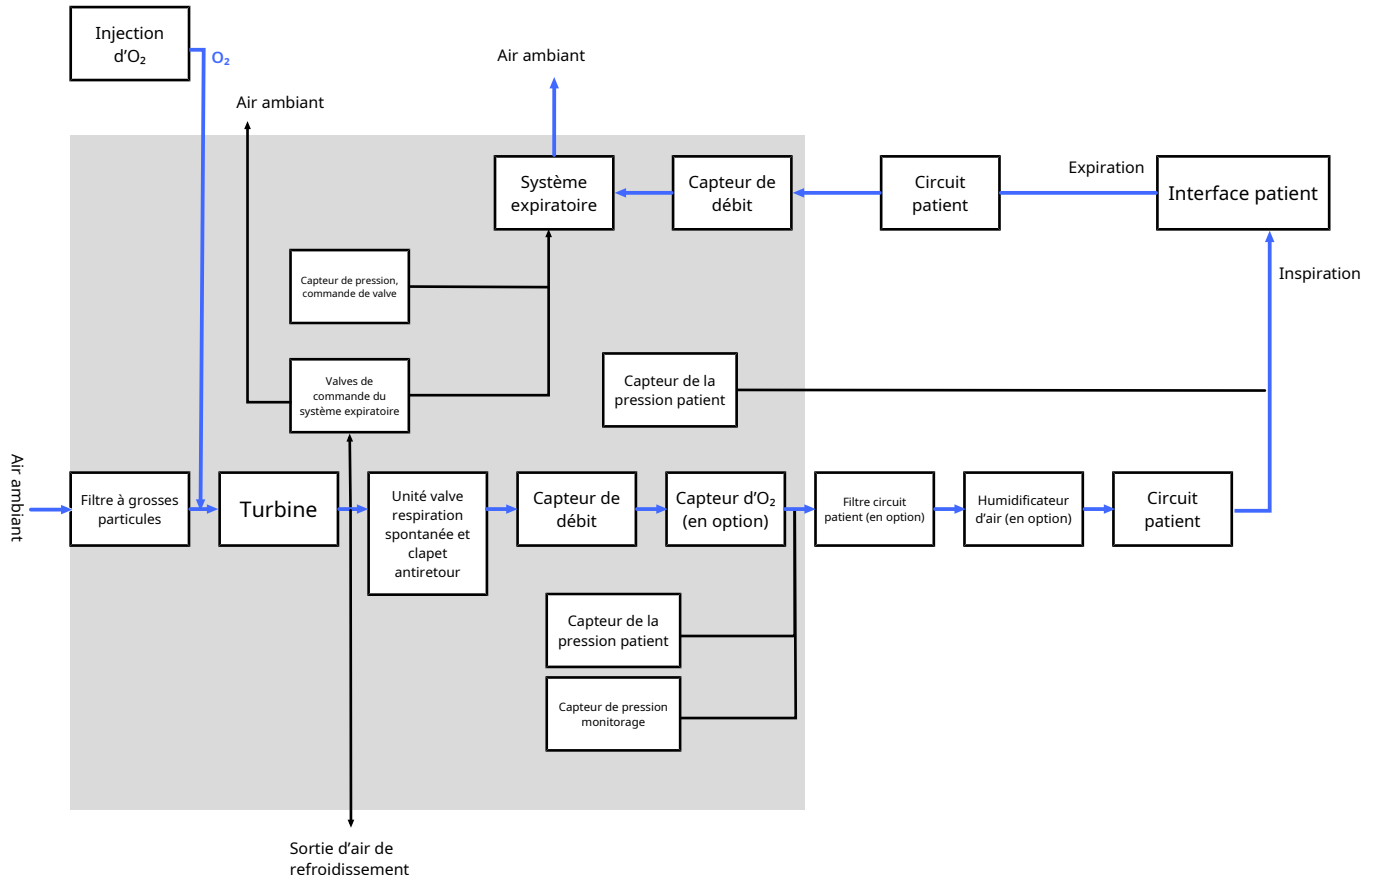 Injection
d’O₂
O₂
Air ambiant
Air ambiant
Système
expiratoire
Capteur de
débit
Circuit
patient
Expiration
Interface patient
Inspiration
Capteur de pression,
commande de valve
Valves de
commande du
système expiratoire
Capteur de la
pression patient
Air ambiant
Filtre à grosses
particules
Turbine
Unité valve
respiration
spontanée et
clapet
antiretour
Capteur de
débit
Capteur d’O₂
(en option)
Filtre circuit
patient (en option)
Humidificateur
d’air (en option)
Circuit
patient
Capteur de la
pression patient
Capteur de pression
monitorage
Sortie d’air de
refroidissement